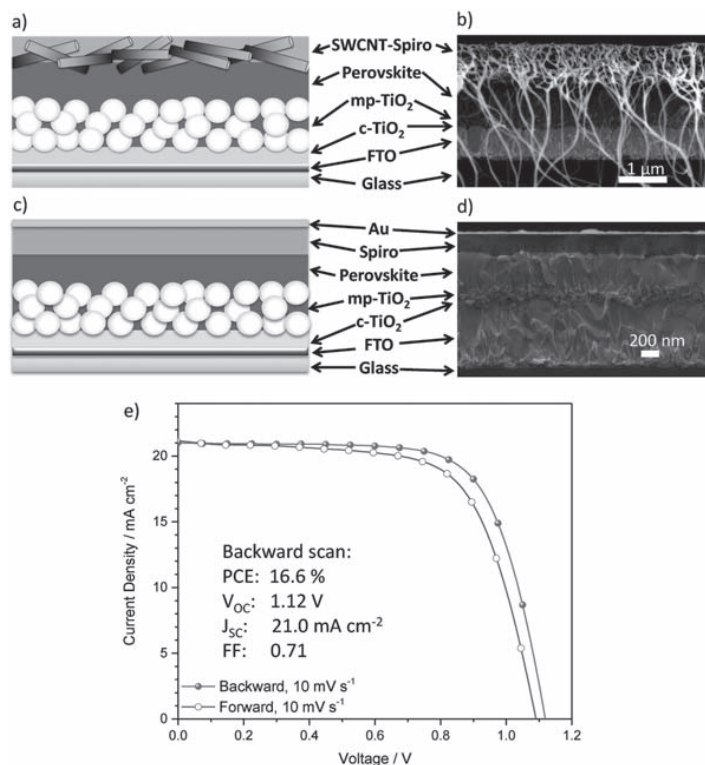 a)
SWCNT-Spiro
Perovskite
mp-TiO₂
c-TiO₂
FTO
Glass
b)
1 μm
c)
Au
Spiro
Perovskite
mp-TiO₂
c-TiO₂
FTO
Glass
d)
200 nm
e)
Current Density / mA cm⁻²
20
15
10
5
0
Backward scan:
PCE: 16.6 %
V_OC: 1.12 V
J_SC: 21.0 mA cm⁻²
FF: 0.71
Backward, 10 mV s⁻¹
Forward, 10 mV s⁻¹
0.0 0.2 0.4 0.6 0.8 1.0 1.2
Voltage / V